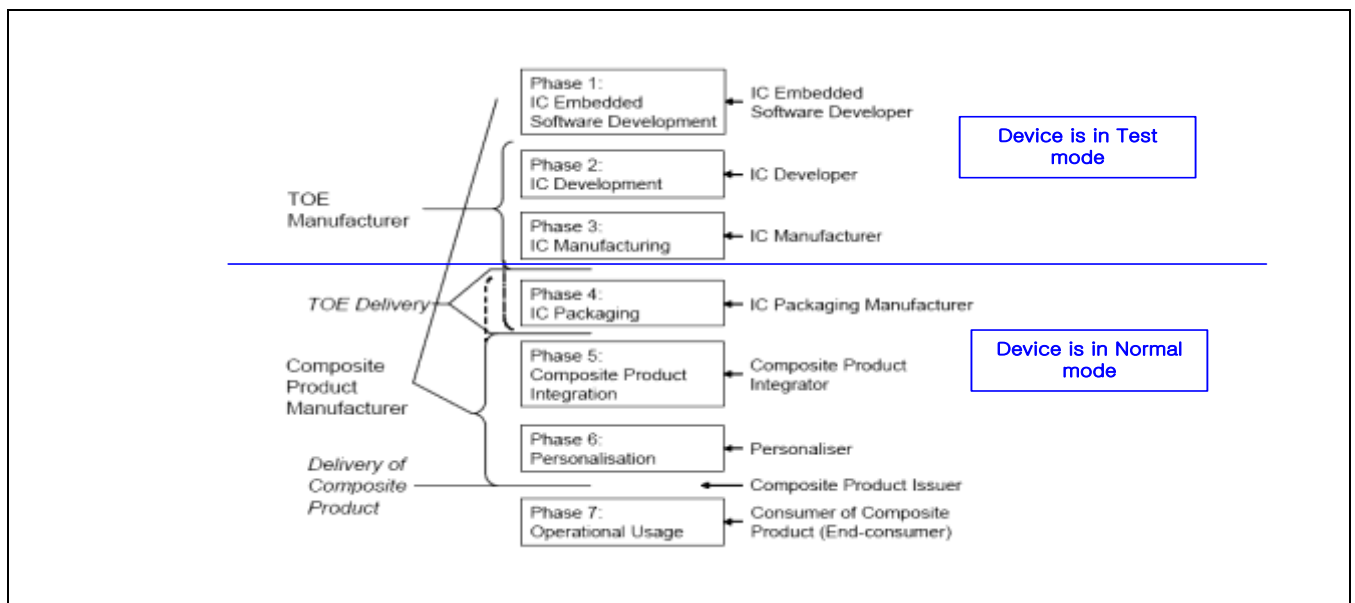 Phase 1:
IC Embedded
Software Development
IC Embedded
Software Developer
Device is in Test
mode
Phase 2:
IC Development
IC Developer
TOE
Manufacturer
Phase 3:
IC Manufacturing
IC Manufacturer
TOE Delivery
Phase 4:
IC Packaging
IC Packaging Manufacturer
Device is in Normal
mode
Composite
Product
Manufacturer
Phase 5:
Composite Product
Integration
Composite Product
Integrator
Phase 6:
Personalisation
Personaliser
Delivery of
Composite
Product
Composite Product Issuer
Phase 7:
Operational Usage
Consumer of Composite
Product (End-consumer)